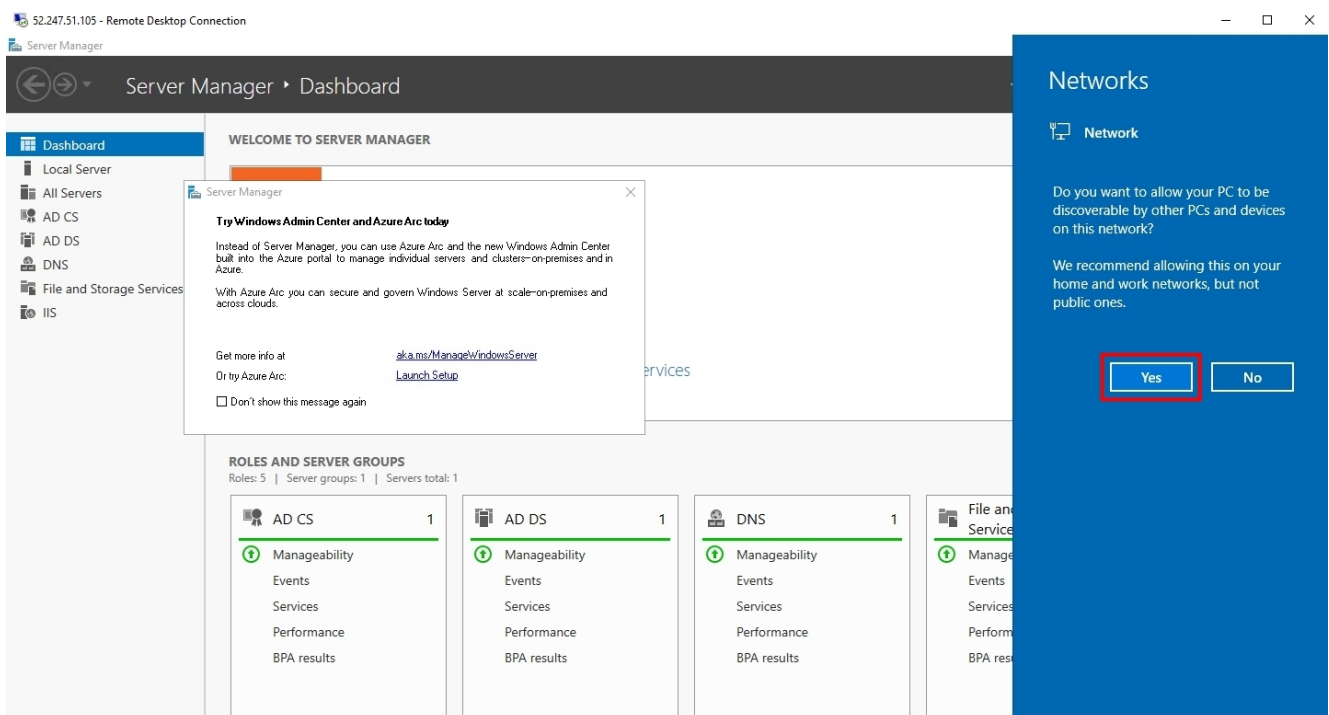 52.247.51.105 - Remote Desktop Connection
Server Manager
Server Manager ‣ Dashboard
Dashboard
Local Server
All Servers
AD CS
AD DS
DNS
File and Storage Services
IIS
WELCOME TO SERVER MANAGER
Server Manager
Try Windows Admin Center and Azure Arc today
Instead of Server Manager, you can use Azure Arc and the new Windows Admin Center
built into the Azure portal to manage individual servers and clusters–on-premises and in
Azure.
With Azure Arc you can secure and govern Windows Server at scale–on-premises and
across clouds.
Get more info at aka.ms/ManageWindowsServer
Or try Azure Arc: Launch Setup
Don't show this message again
ervices
ROLES AND SERVER GROUPS
Roles: 5 | Server groups: 1 | Servers total: 1
AD CS 1
Manageability
Events
Services
Performance
BPA results
AD DS 1
Manageability
Events
Services
Performance
BPA results
DNS 1
Manageability
Events
Services
Performance
BPA results
File an
Service
Manage
Events
Services
Perform
BPA res
Networks
Network
Do you want to allow your PC to be
discoverable by other PCs and devices
on this network?
We recommend allowing this on your
home and work networks, but not
public ones.
Yes No